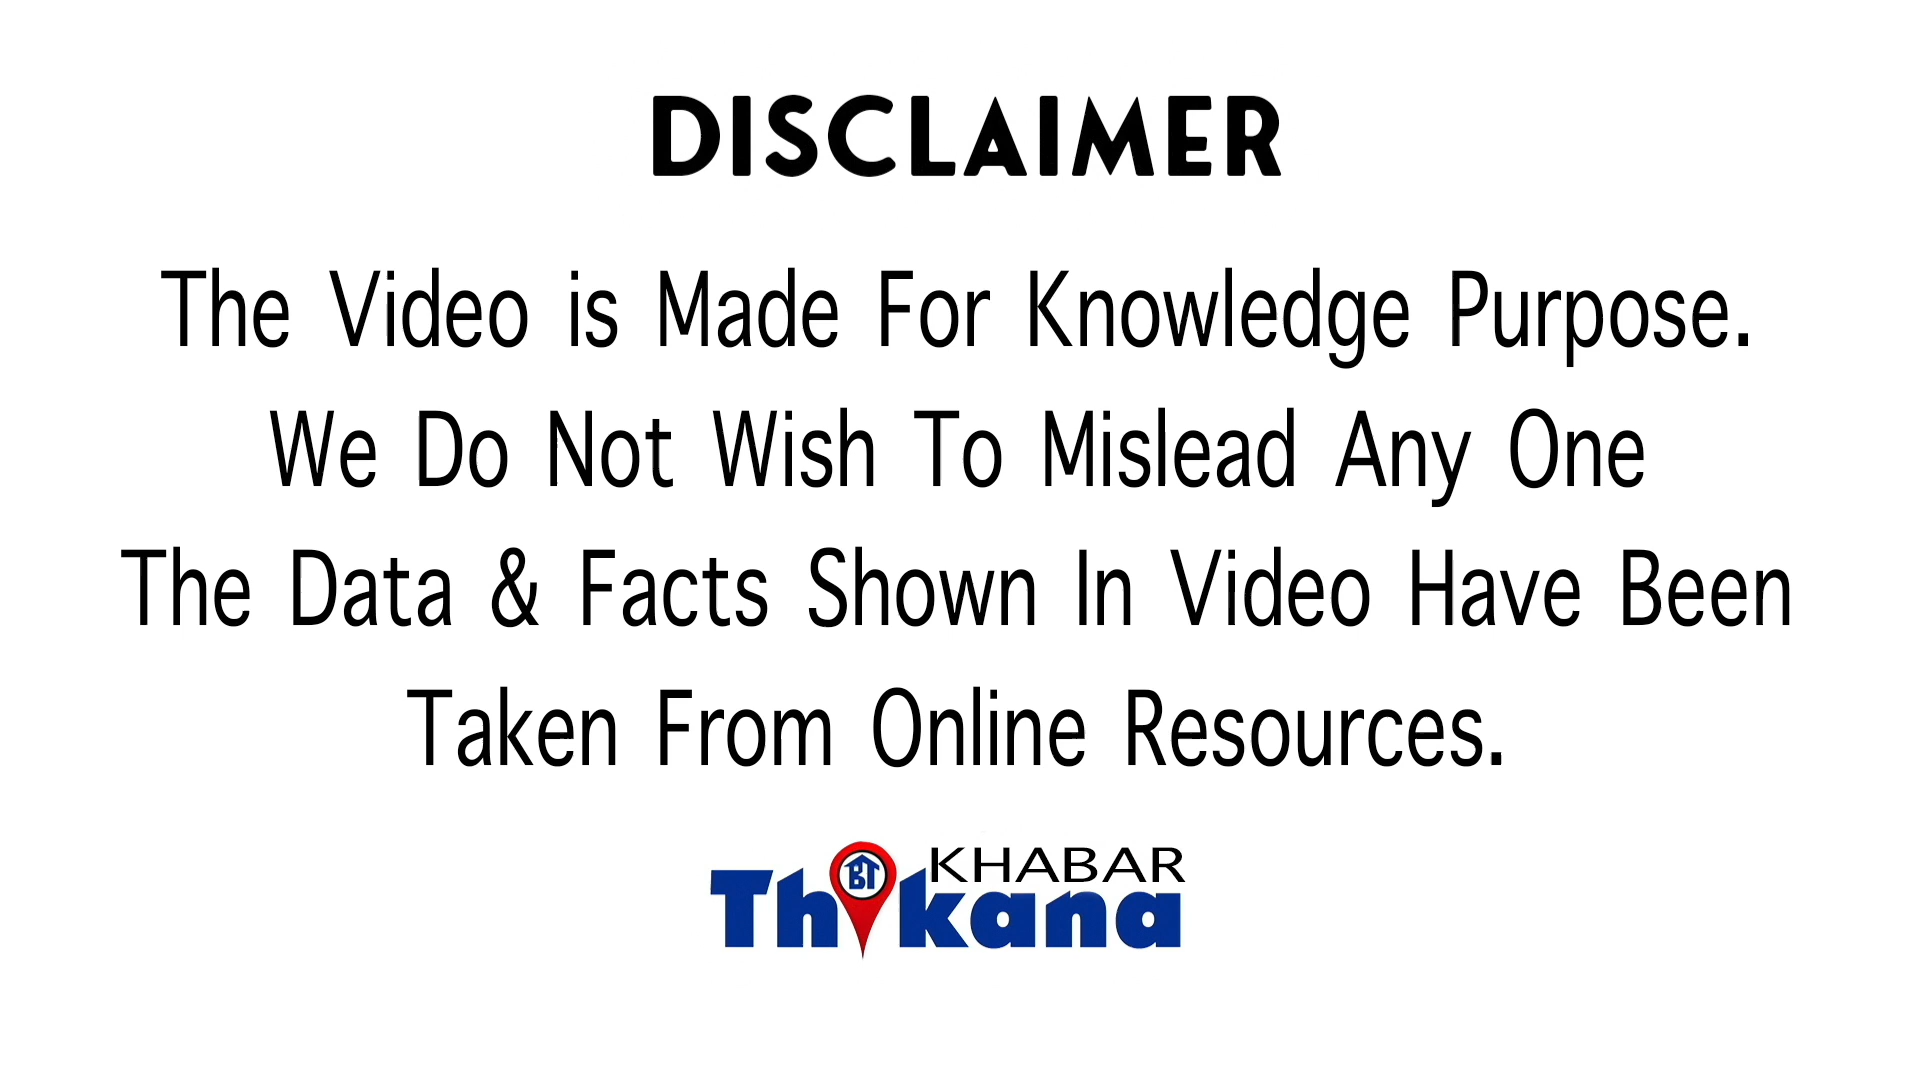 DISCLAIMER
The Video is Made For Knowledge Purpose.
We Do Not Wish To Mislead Any One
The Data & Facts Shown In Video Have Been
Taken From Online Resources.
KHABAR
BT
Thikana